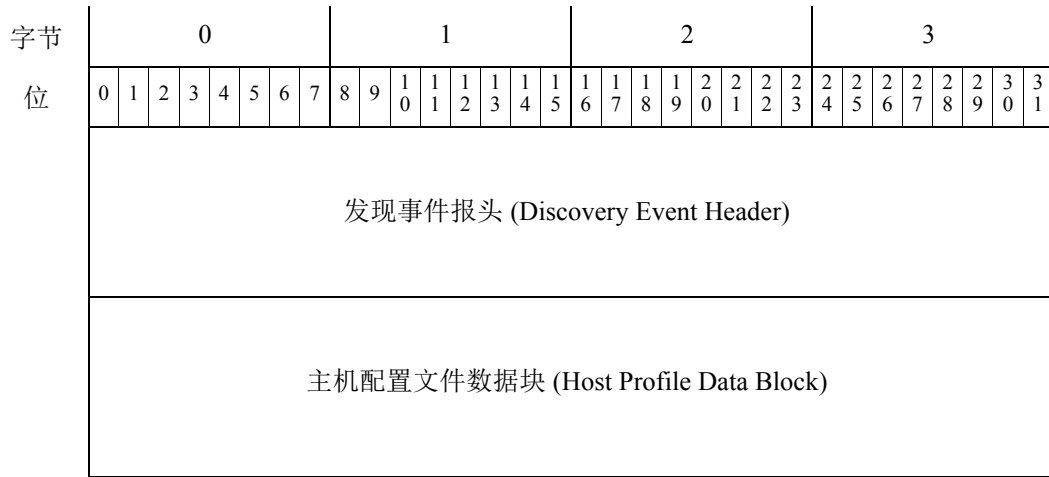 字节 0 1 2 3
位 0 1 2 3 4 5 6 7 8 9 10 11 12 13 14 15 16 17 18 19 20 21 22 23 24 25 26 27 28 29 30 31
发现事件报头 (Discovery Event Header)
主机配置文件数据块 (Host Profile Data Block)